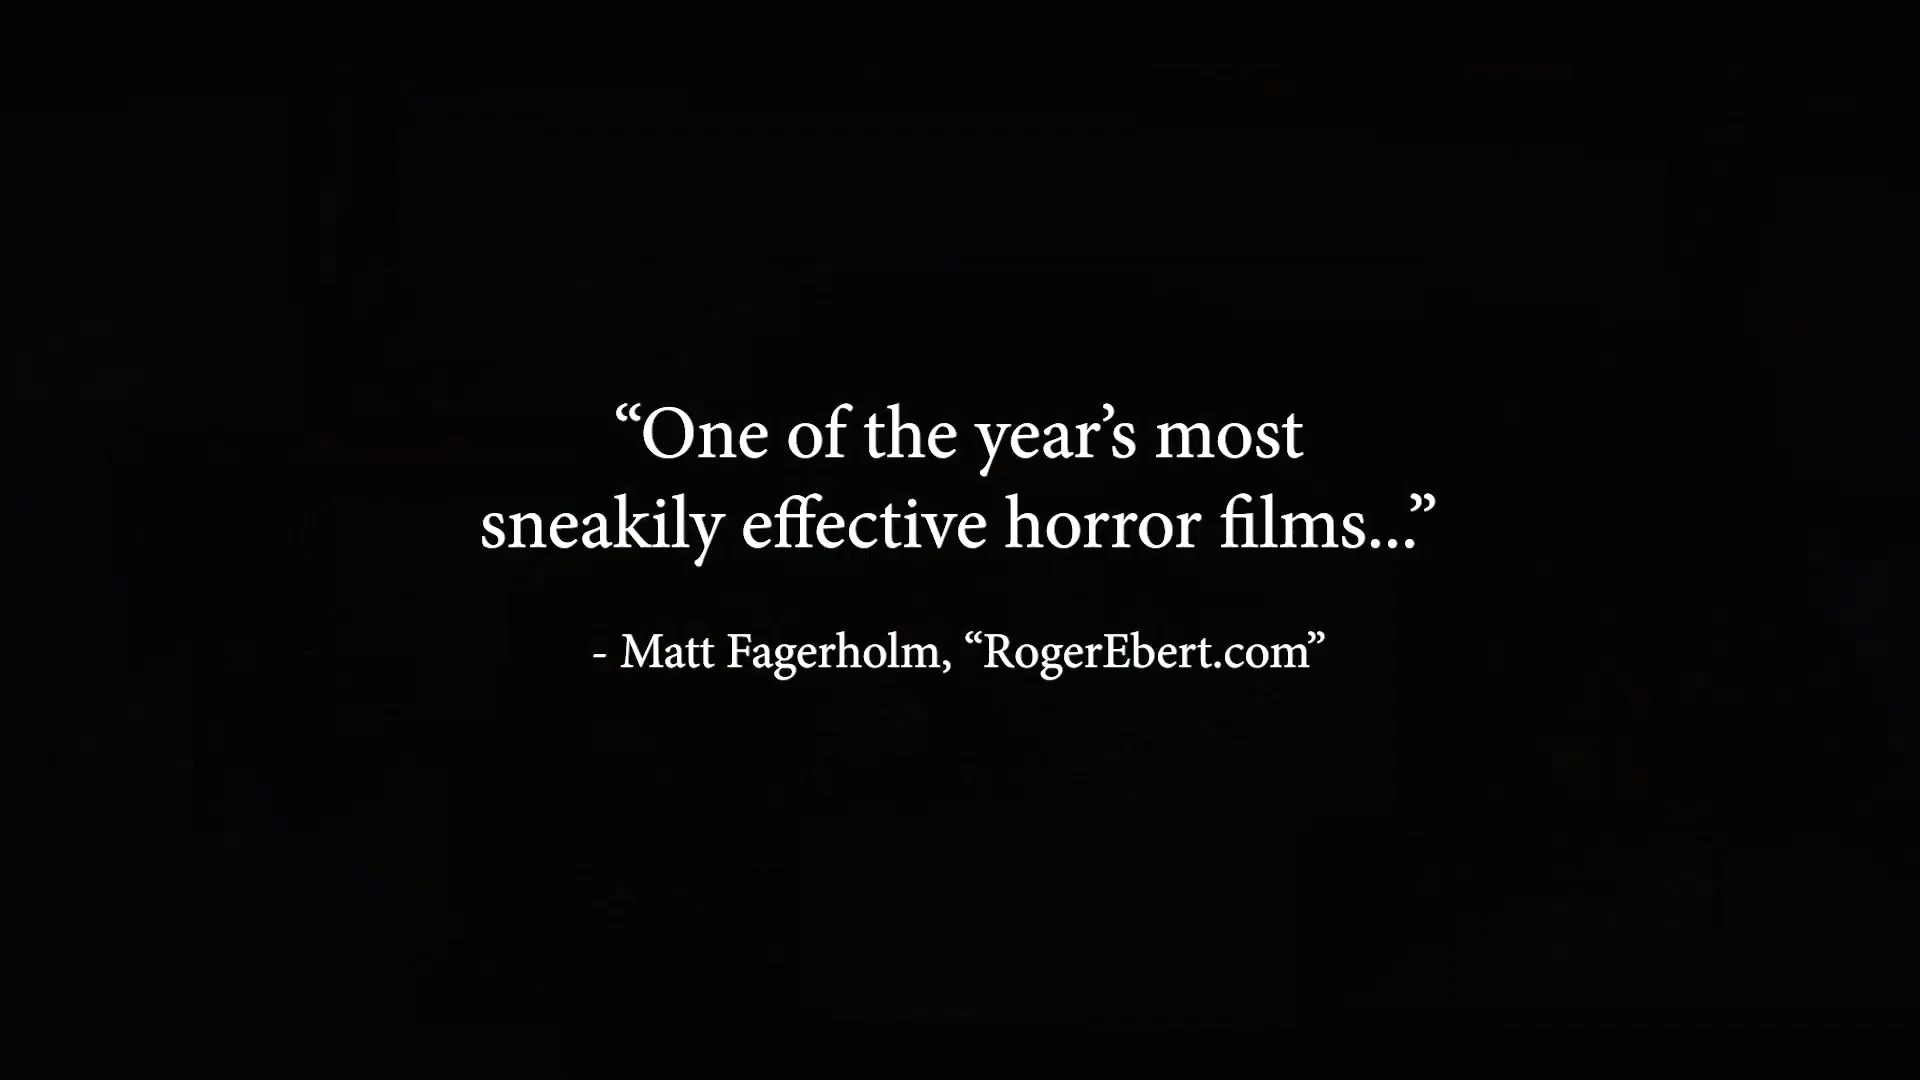 “One of the year’s most
sneakily effective horror films...”
- Matt Fagerholm, “RogerEbert.com”